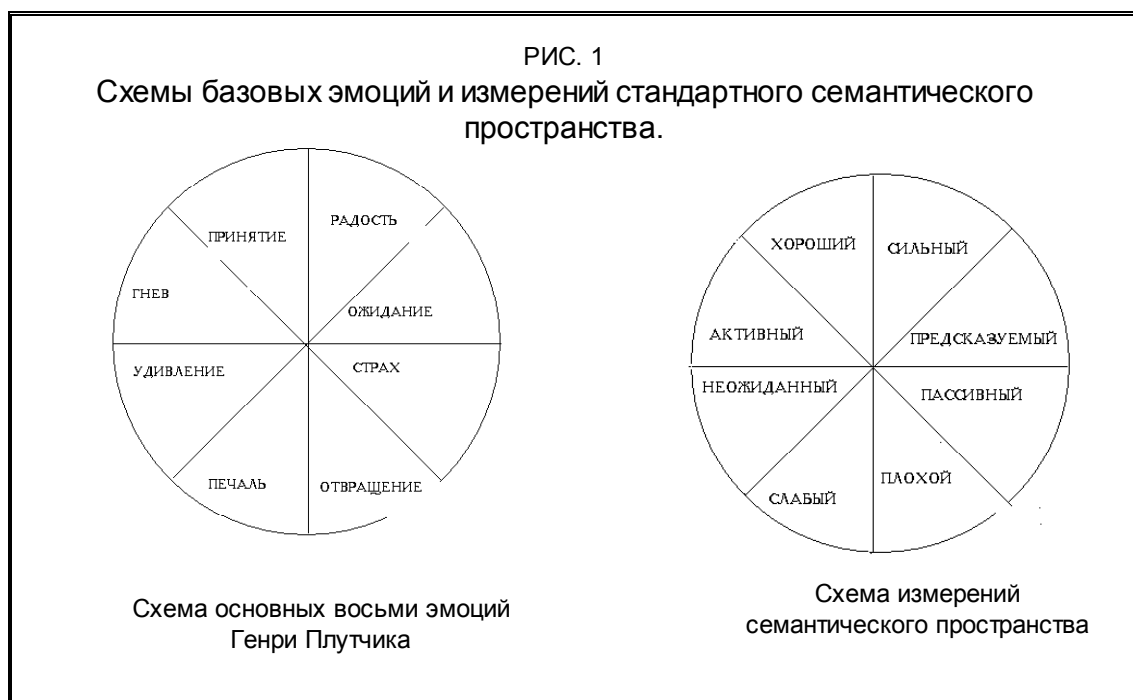 РИС. 1
Схемы базовых эмоций и измерений стандартного семантического
пространства.
ПРИНЯТИЕ
РАДОСТЬ
ГНЕВ
ОЖИДАНИЕ
УДИВЛЕНИЕ
СТРАХ
ПЕЧАЛЬ
ОТВРАЩЕНИЕ
Схема основных восьми эмоций
Генри Плутчика
ХОРОШИЙ
СИЛЬНЫЙ
АКТИВНЫЙ
ПРЕДСКАЗУЕМЫЙ
НЕОЖИДАННЫЙ
ПАССИВНЫЙ
СЛАБЫЙ
ПЛОХОЙ
Схема измерений
семантического пространства